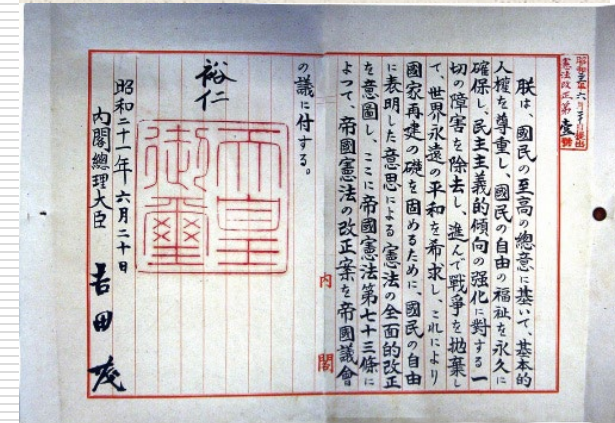 昭和二十一年六月二十日提出
憲法改正第壹號
朕は、國民の至高の總意に基いて、基本的
人權を尊重し、國民の自由の福祉を永久に
確保し、民主主義的傾向の强化に對する一
切の障害を除去し、進んで戰爭を抛棄し
て、世界永遠の平和を希求し、これにより
國家再建の礎を固めるために、國民の自由
に表明した意思による憲法の全面的改正
を意圖し、ここに帝國憲法第七十三條に
よつて、帝國憲法の改正案を帝國議會
の議に付する。
内閣
裕仁
天皇御璽
昭和二十一年六月二十日
内閣總理大臣 吉田茂